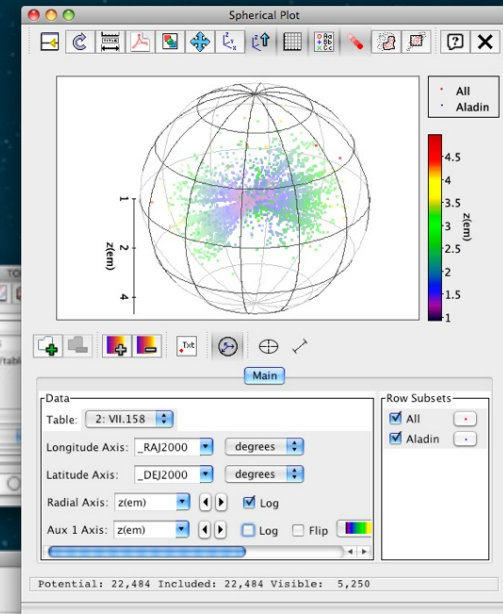 Spherical Plot
All
Aladin
4.5
4
3.5
3
2.5
2
1.5
1
z(em)
1
2
4
z(em)
Txt
Main
Data
Table: 2: VII.158
Longitude Axis: _RAJ2000 degrees
Latitude Axis: _DEJ2000 degrees
Radial Axis: z(em) Log
Aux 1 Axis: z(em) Log Flip
Row Subsets
All
Aladin
Potential: 22,484 Included: 22,484 Visible: 5,250